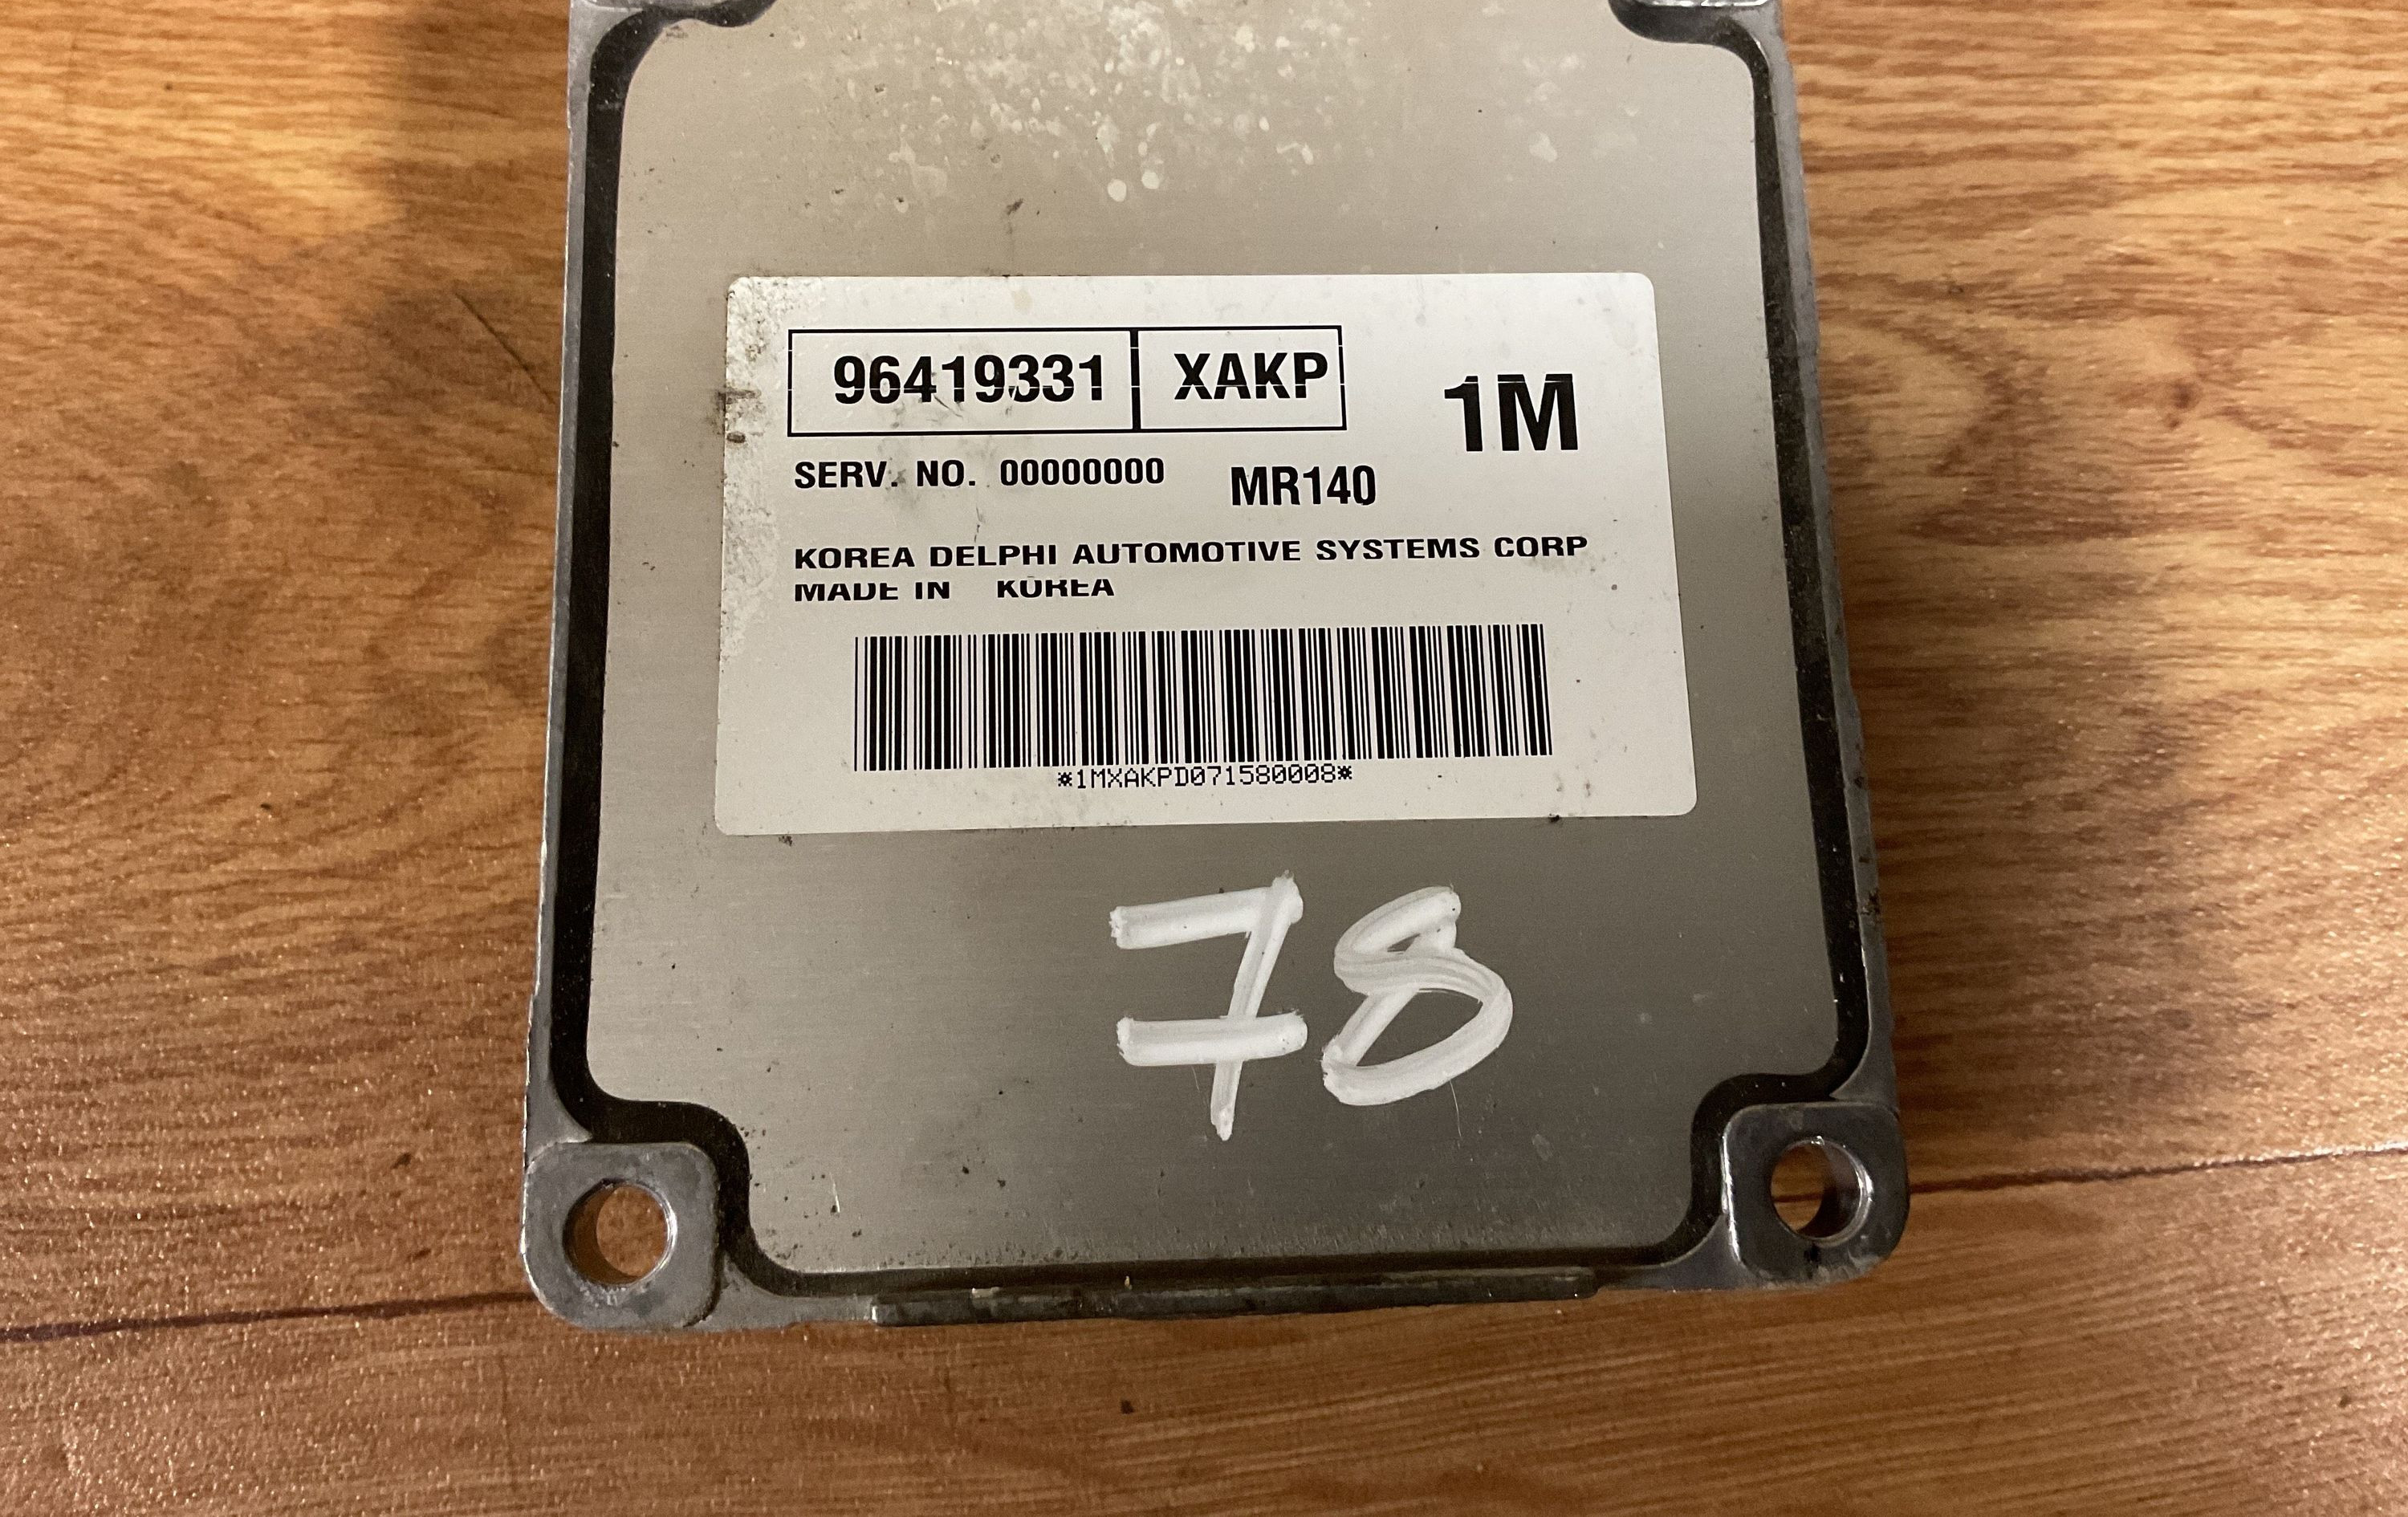 96419331 XAKP
1M
SERV. NO. 00000000 MR140
KOREA DELPHI AUTOMOTIVE SYSTEMS CORP
MADE IN KOREA
*1MXAKPD071580008*
78